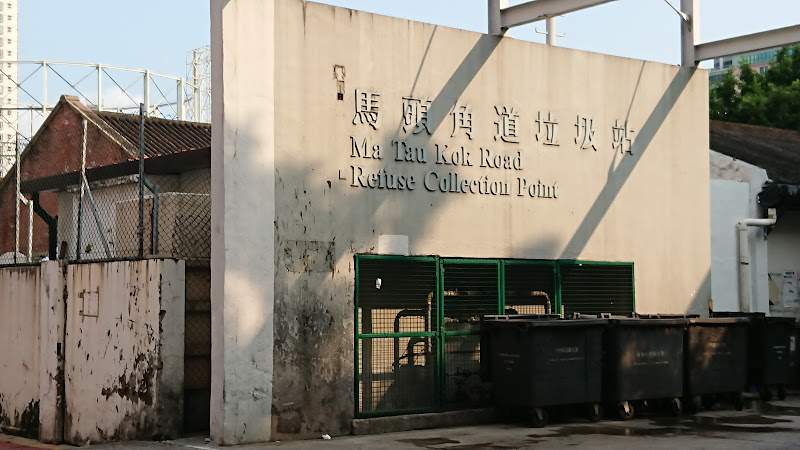 馬頭角道垃圾站
Ma Tau Kok Road
Refuse Collection Point